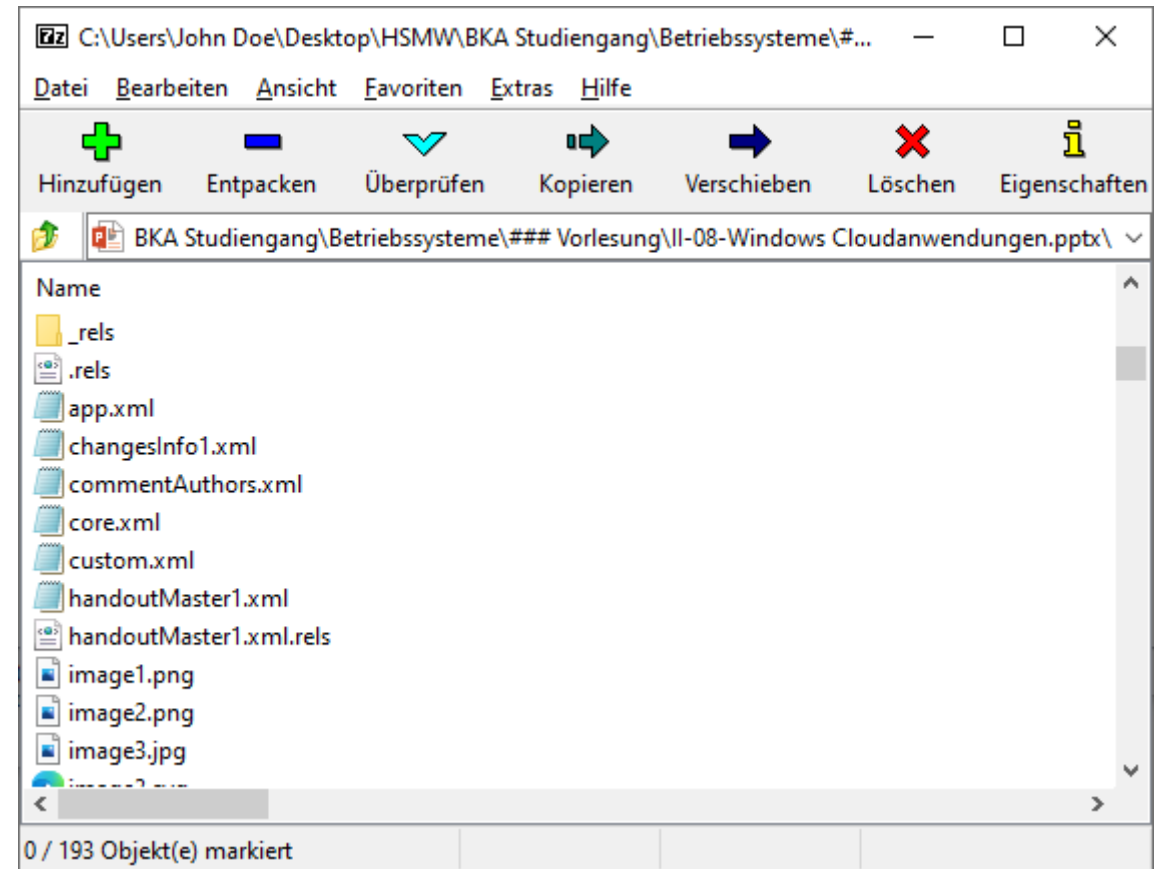 C:\Users\John Doe\Desktop\HSMW\BKA Studiengang\Betriebssysteme\#...
Datei Bearbeiten Ansicht Favoriten Extras Hilfe
Hinzufügen Entpacken Überprüfen Kopieren Verschieben Löschen Eigenschaften
BKA Studiengang\Betriebssysteme\### Vorlesung\II-08-Windows Cloudanwendungen.pptx\
Name
_rels
.rels
app.xml
changesInfo1.xml
commentAuthors.xml
core.xml
custom.xml
handoutMaster1.xml
handoutMaster1.xml.rels
image1.png
image2.png
image3.jpg
0 / 193 Objekt(e) markiert